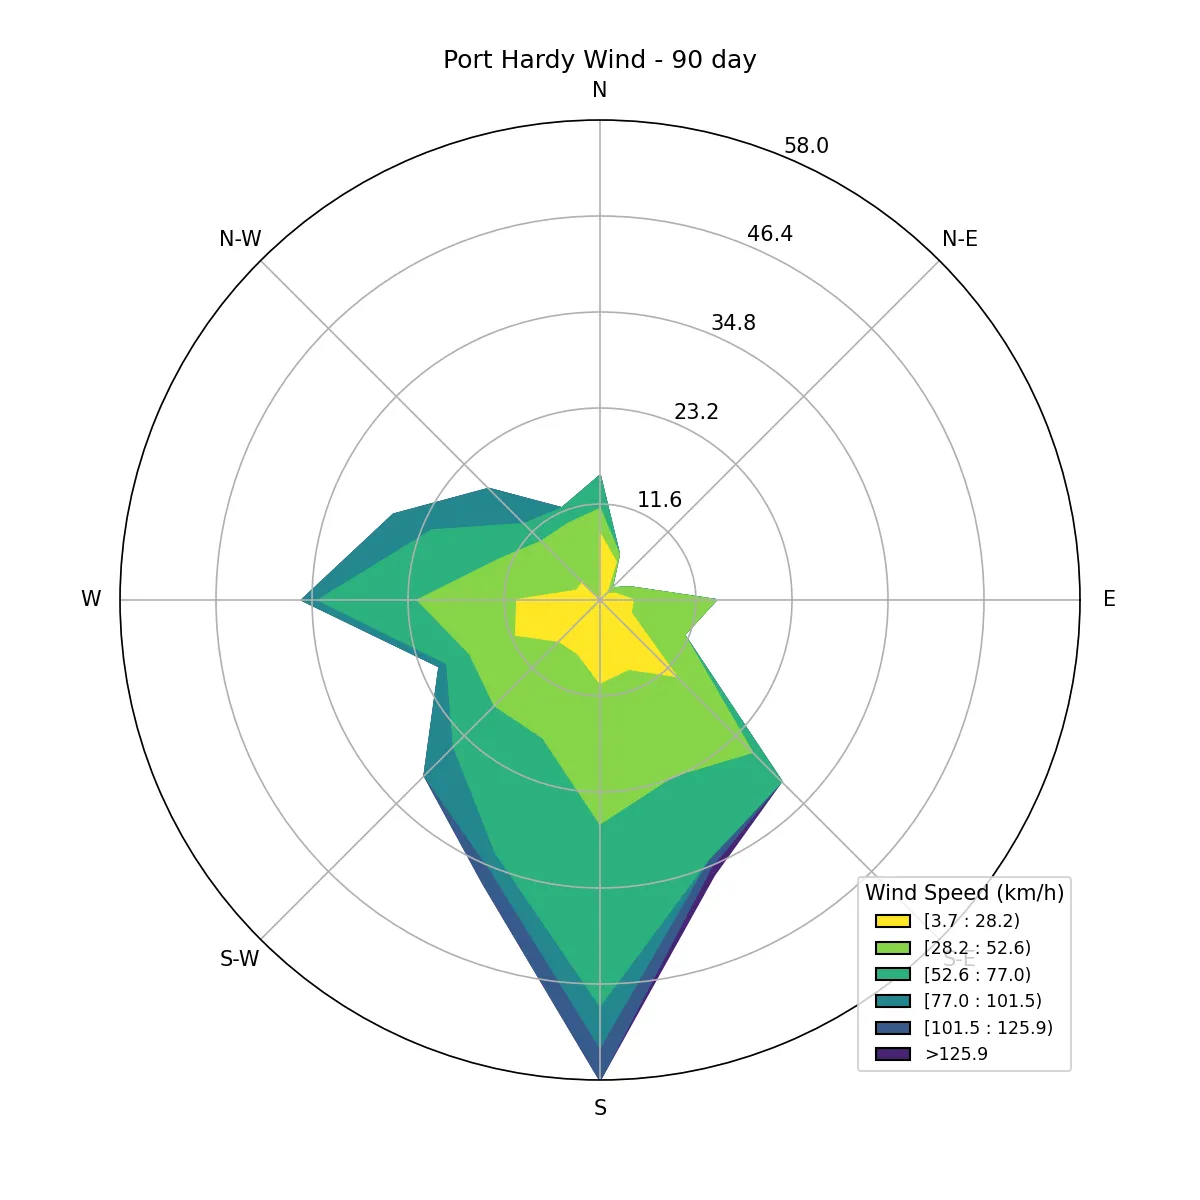 Port Hardy Wind - 90 day
N
58.0
46.4
N-W
N-E
34.8
23.2
11.6
W
E
Wind Speed (km/h)
[3.7 : 28.2)
[28.2 : 52.6)
S-W
S-E
[52.6 : 77.0)
[77.0 : 101.5)
[101.5 : 125.9)
>125.9
S